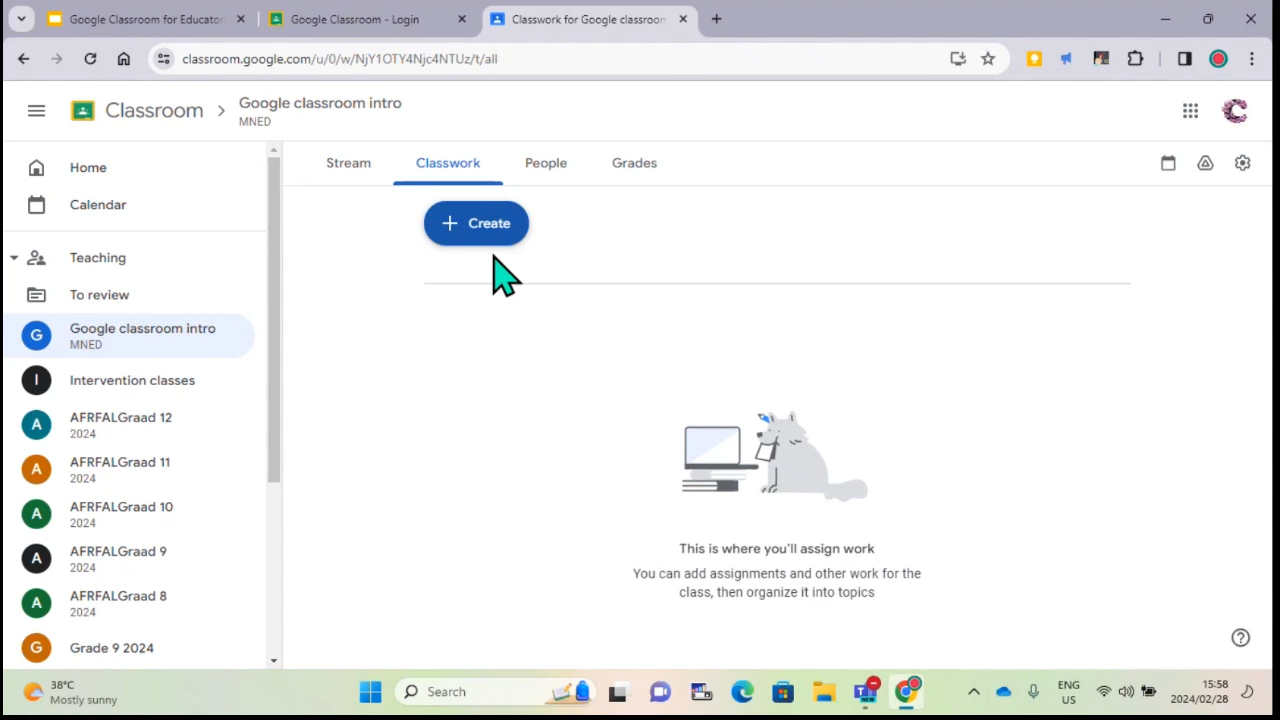 Google Classroom for Educator
Google Classroom - Login
Classwork for Google classroom
classroom.google.com/u/0/w/NjY1OTY4Njc4NTUz/t/all
Classroom
Google classroom intro
MNED
Home
Calendar
Teaching
To review
Google classroom intro
MNED
I
Intervention classes
A
AFRFALGraad 12
2024
A
AFRFALGraad 11
2024
A
AFRFALGraad 10
2024
A
AFRFALGraad 9
2024
A
AFRFALGraad 8
2024
G
Grade 9 2024
G
Stream
Classwork
People
Grades
Create
This is where you'll assign work
You can add assignments and other work for the
class, then organize it into topics
38°C
Mostly sunny
Search
NEW
ENG
US
15:58
2024/02/28